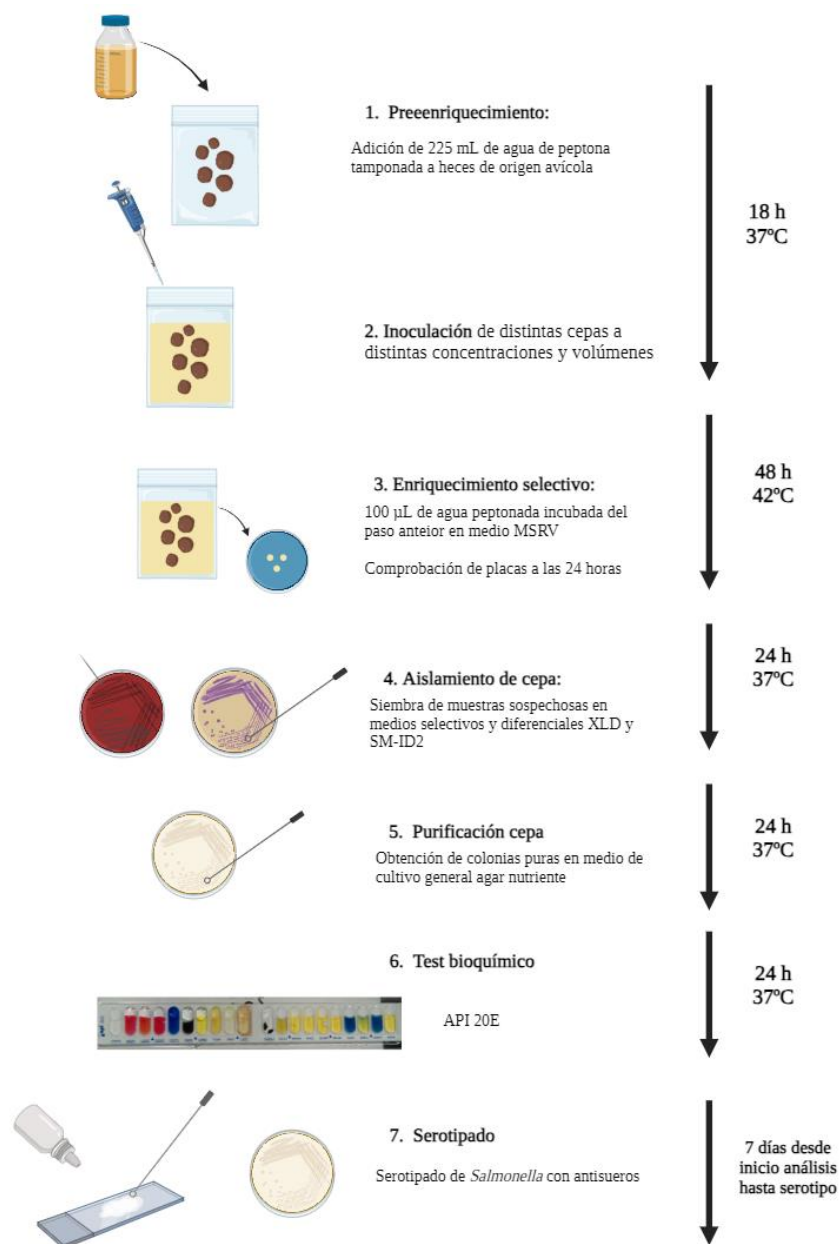 1. Preeenriquecimiento:
Adición de 225 mL de agua de peptona
tamponada a heces de origen avícola
18 h
37ºC
2. Inoculación de distintas cepas a
distintas concentraciones y volúmenes
3. Enriquecimiento selectivo:
100 µL de agua peptonada incubada del
paso anteior en medio MSRV
Comprobación de placas a las 24 horas
48 h
42ºC
4. Aislamiento de cepa:
Siembra de muestras sospechosas en
medios selectivos y diferenciales XLD y
SM-ID2
24 h
37ºC
5. Purificación cepa
Obtención de colonias puras en medio de
cultivo general agar nutriente
24 h
37ºC
6. Test bioquímico
API 20E
24 h
37ºC
7. Serotipado
Serotipado de Salmonella con antisueros
7 días desde
inicio análisis
hasta serotipo